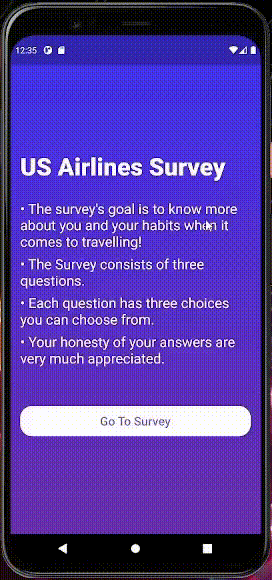 12:35
US Airlines Survey
• The survey's goal is to know more
about you and your habits when it
comes to travelling!
• The Survey consists of three
questions.
• Each question has three choices
you can choose from.
• Your honesty of your answers are
very much appreciated.
Go To Survey